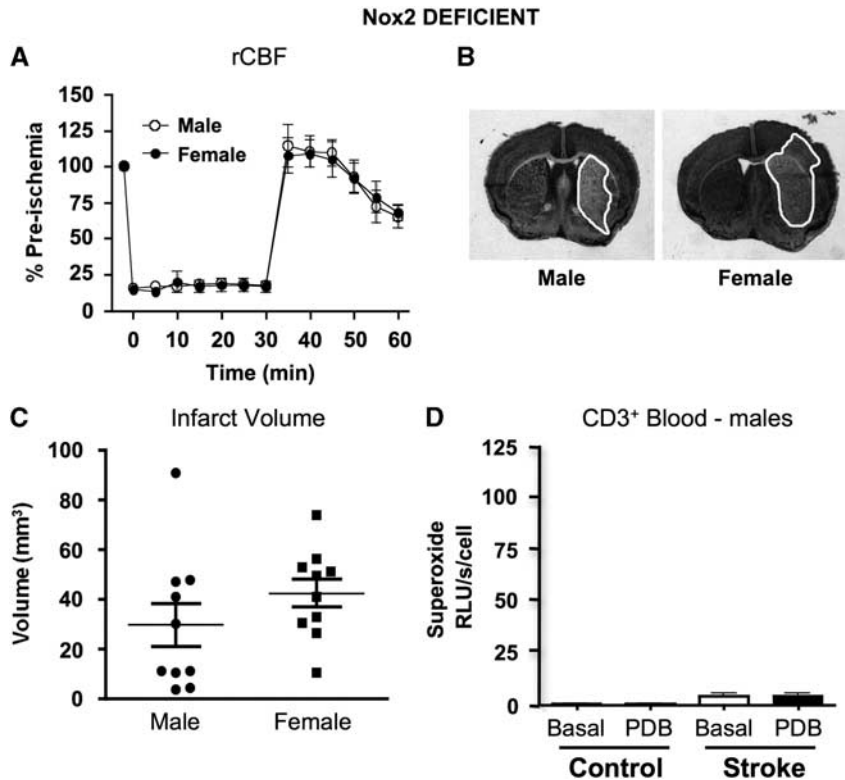 Nox2 DEFICIENT
A
rCBF
% Pre-ischemia
150
125
100
75
50
25
0
Male
Female
0 10 20 30 40 50 60
Time (min)
B
Male Female
C
Infarct Volume
Volume (mm³)
100
80
60
40
20
0
Male Female
D
CD3⁺ Blood - males
Superoxide
RLU/s/cell
125
100
75
50
25
0
Basal PDB Basal PDB
Control Stroke